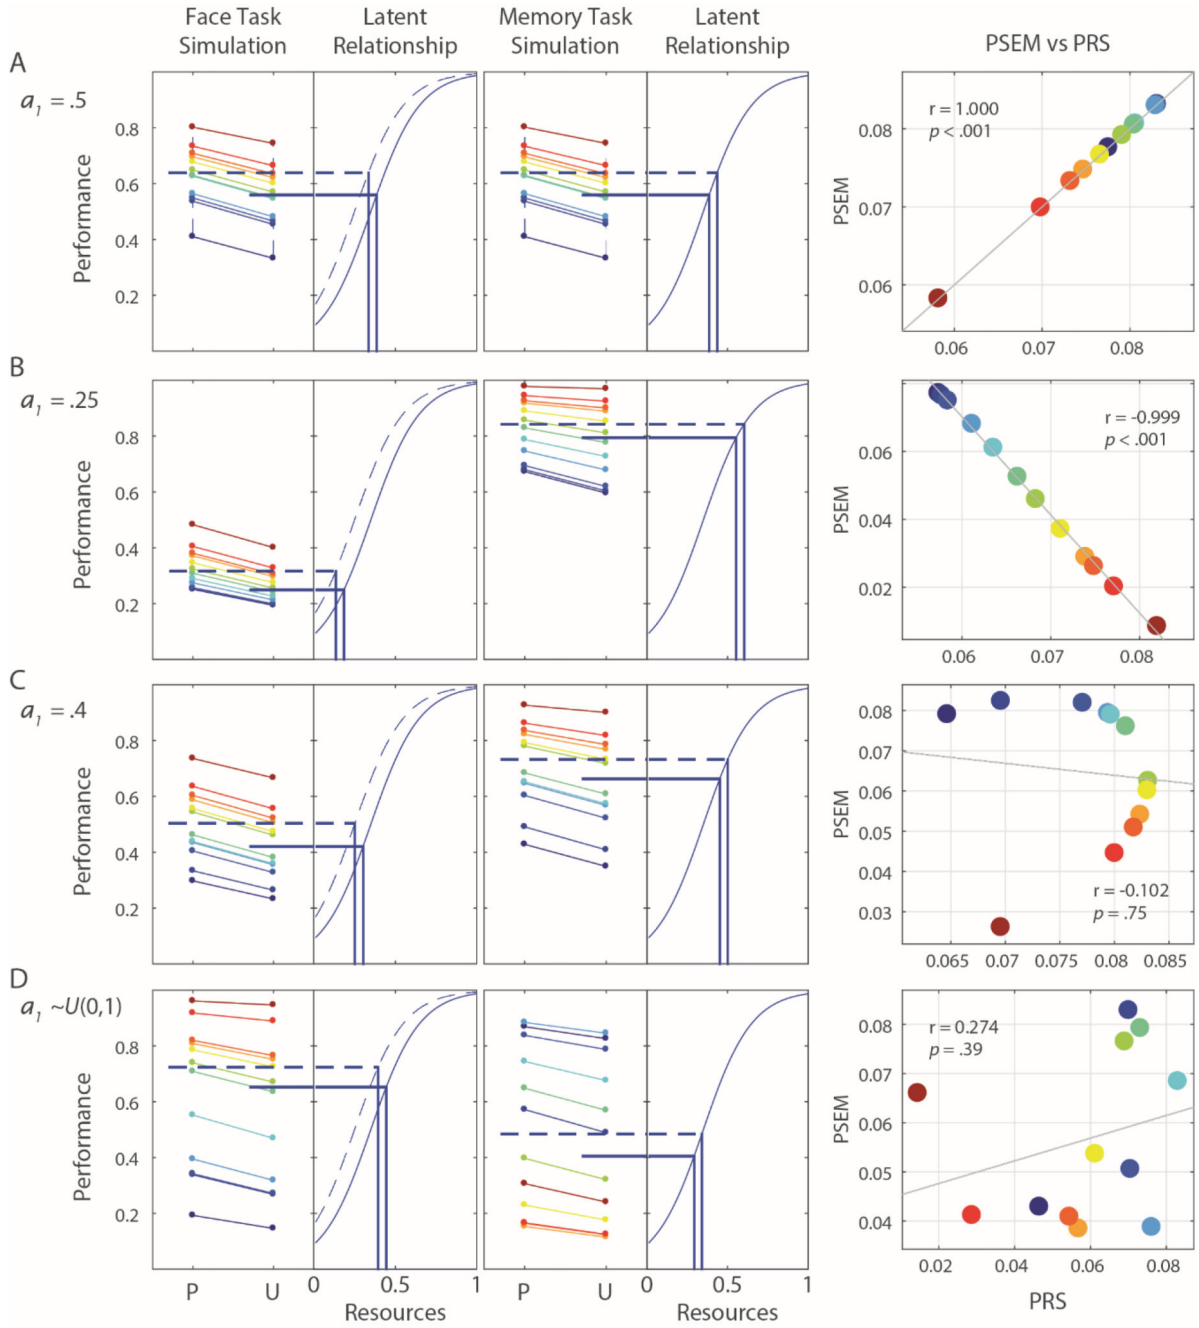 Face Task
Simulation
Latent
Relationship
Memory Task
Simulation
Latent
Relationship
PSEM vs PRS
A
a1 = .5
Performance
0.8
0.6
0.4
0.2
PSEM
0.08
0.07
0.06
r = 1.000
p < .001
0.06 0.07 0.08
B
a1 = .25
Performance
0.8
0.6
0.4
0.2
PSEM
0.06
0.04
0.02
r = -0.999
p < .001
0.06 0.07 0.08
C
a1 = .4
Performance
0.8
0.6
0.4
0.2
PSEM
0.08
0.07
0.06
0.05
0.04
0.03
r = -0.102
p = .75
0.065 0.07 0.075 0.08 0.085
D
a1 ~U(0,1)
Performance
0.8
0.6
0.4
0.2
P U 0 0.5 1
Resources
P U 0 0.5 1
Resources
PSEM
0.08
0.07
0.06
0.05
0.04
r = 0.274
p = .39
0.02 0.04 0.06 0.08
PRS